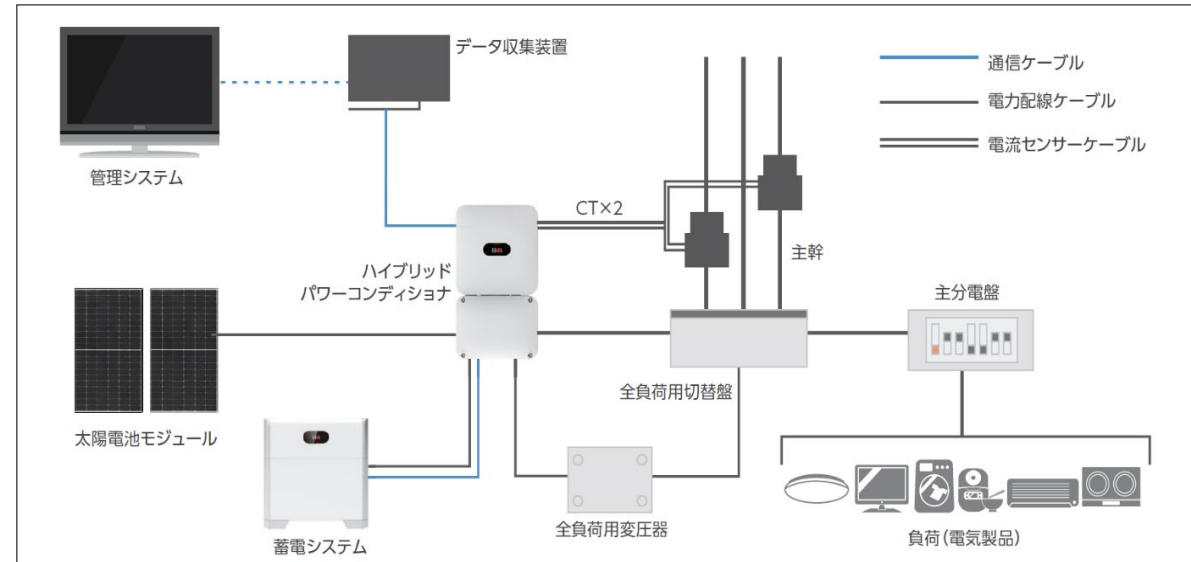 データ収集装置
通信ケーブル
電力配線ケーブル
電流センサーケーブル
管理システム
CT×2
主幹
ハイブリッド
パワーコンディショナ
主分電盤
全負荷用切替盤
太陽電池モジュール
全負荷用変圧器
負荷(電気製品)
蓄電システム